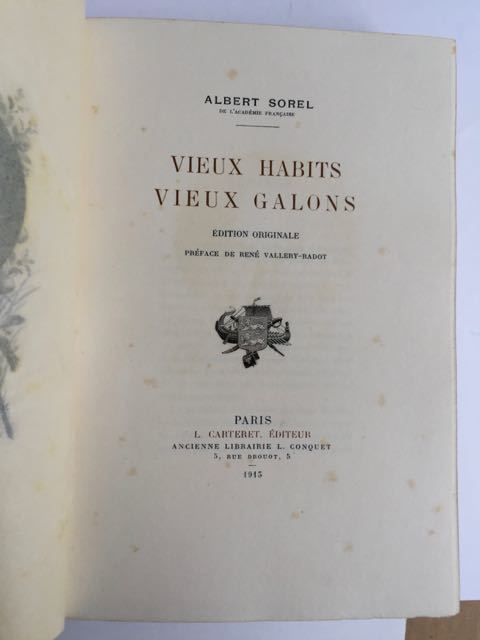 ALBERT SOREL
DE L'ACADÉMIE FRANÇAISE
VIEUX HABITS
VIEUX GALONS
ÉDITION ORIGINALE
PRÉFACE DE RENÉ VALLERY-RADOT
PARIS
L. CARTERET, ÉDITEUR
ANCIENNE LIBRAIRIE L. CONQUET
5, RUE DROUOT, 5
1913